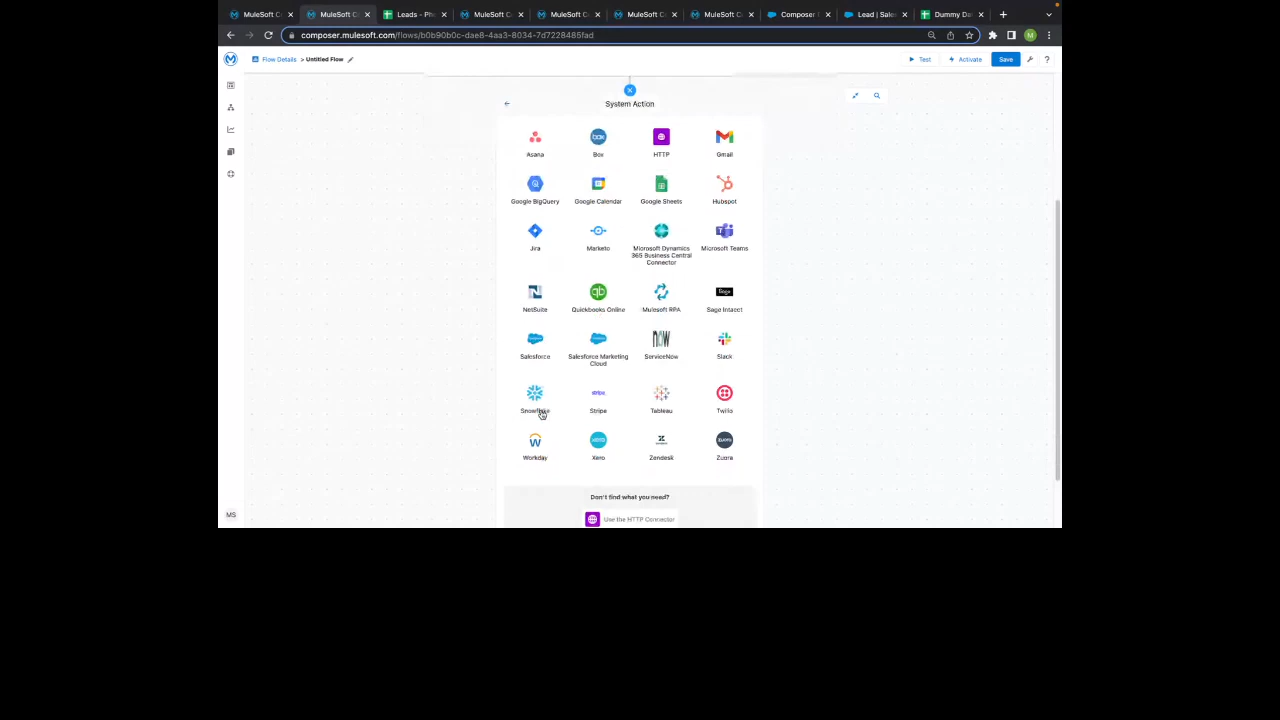 MuleSoft C
MuleSoft C
Leads - Ph
MuleSoft C
MuleSoft C
MuleSoft C
MuleSoft C
Composer
Lead | Sales
Dummy Da
composer.mulesoft.com/flows/b0b90b0c-dae8-4aa3-8034-7d7228485fad
M
Flow Details > Untitled Flow
Test
Activate
Save
?
System Action
Asana
Box
HTTP
Gmail
Google BigQuery
Google Calendar
Google Sheets
Hubspot
Jira
Marketo
Microsoft Dynamics
365 Business Central
Connector
Microsoft Teams
NetSuite
Quickbooks Online
Mulesoft RPA
Sage Intacct
Salesforce
Salesforce Marketing
Cloud
ServiceNow
Slack
Snowflake
Stripe
Tableau
Twilio
Workday
Xero
Zendesk
Zuora
Don't find what you need?
Use the HTTP Connector
MS